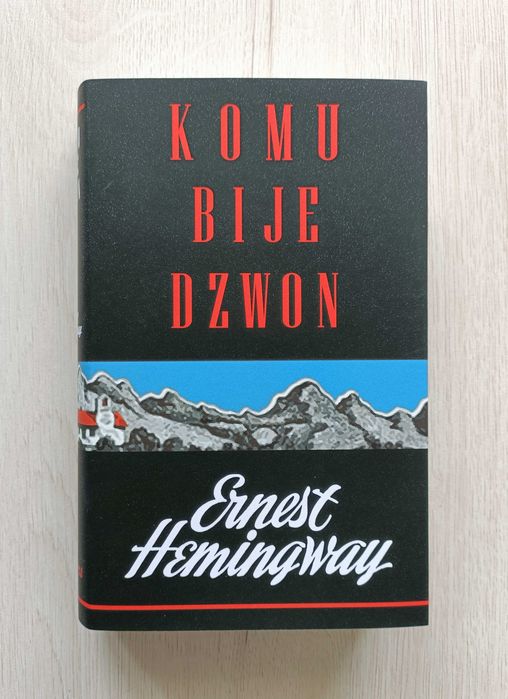 KOMU
BIJE
DZWON
Ernest
Hemingway